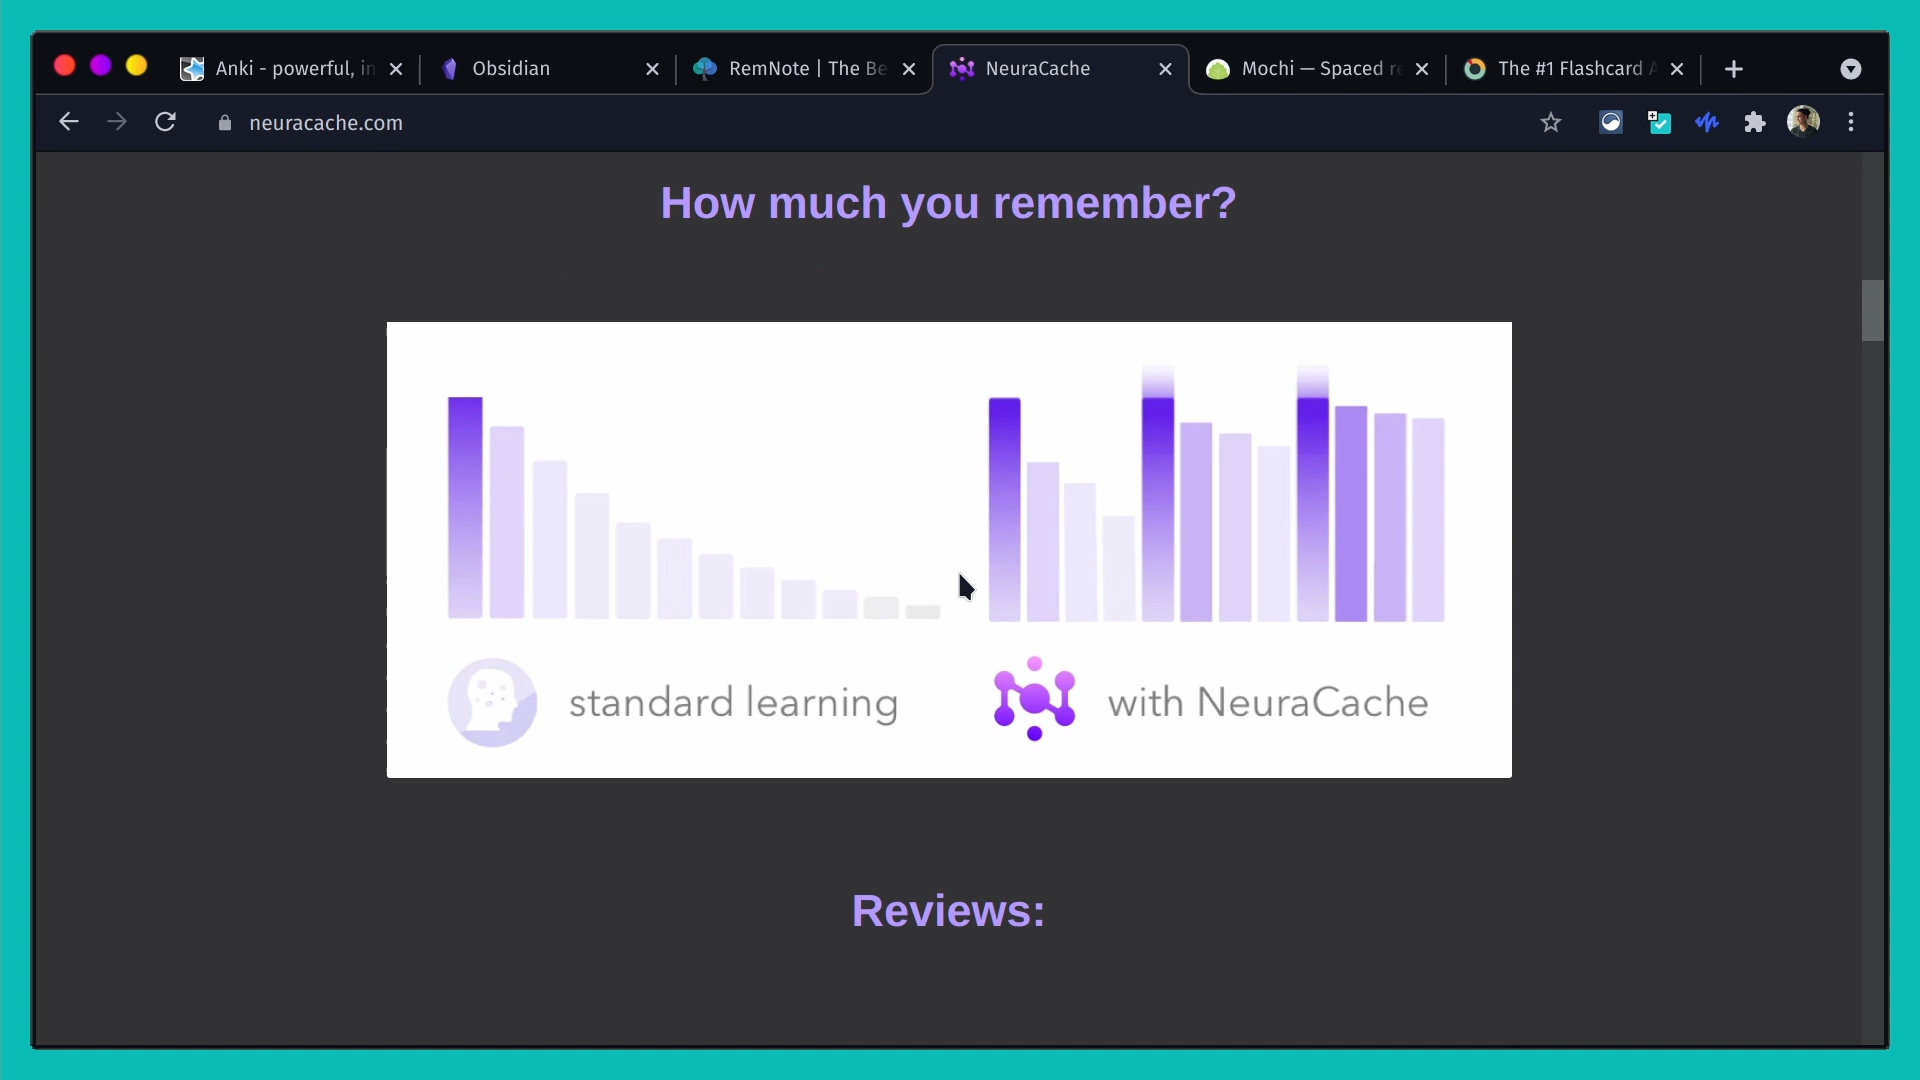 Anki - powerful, in
Obsidian
RemNote | The Be
NeuraCache
Mochi — Spaced re
The #1 Flashcard A
neuracache.com
How much you remember?
standard learning
with NeuraCache
Reviews: